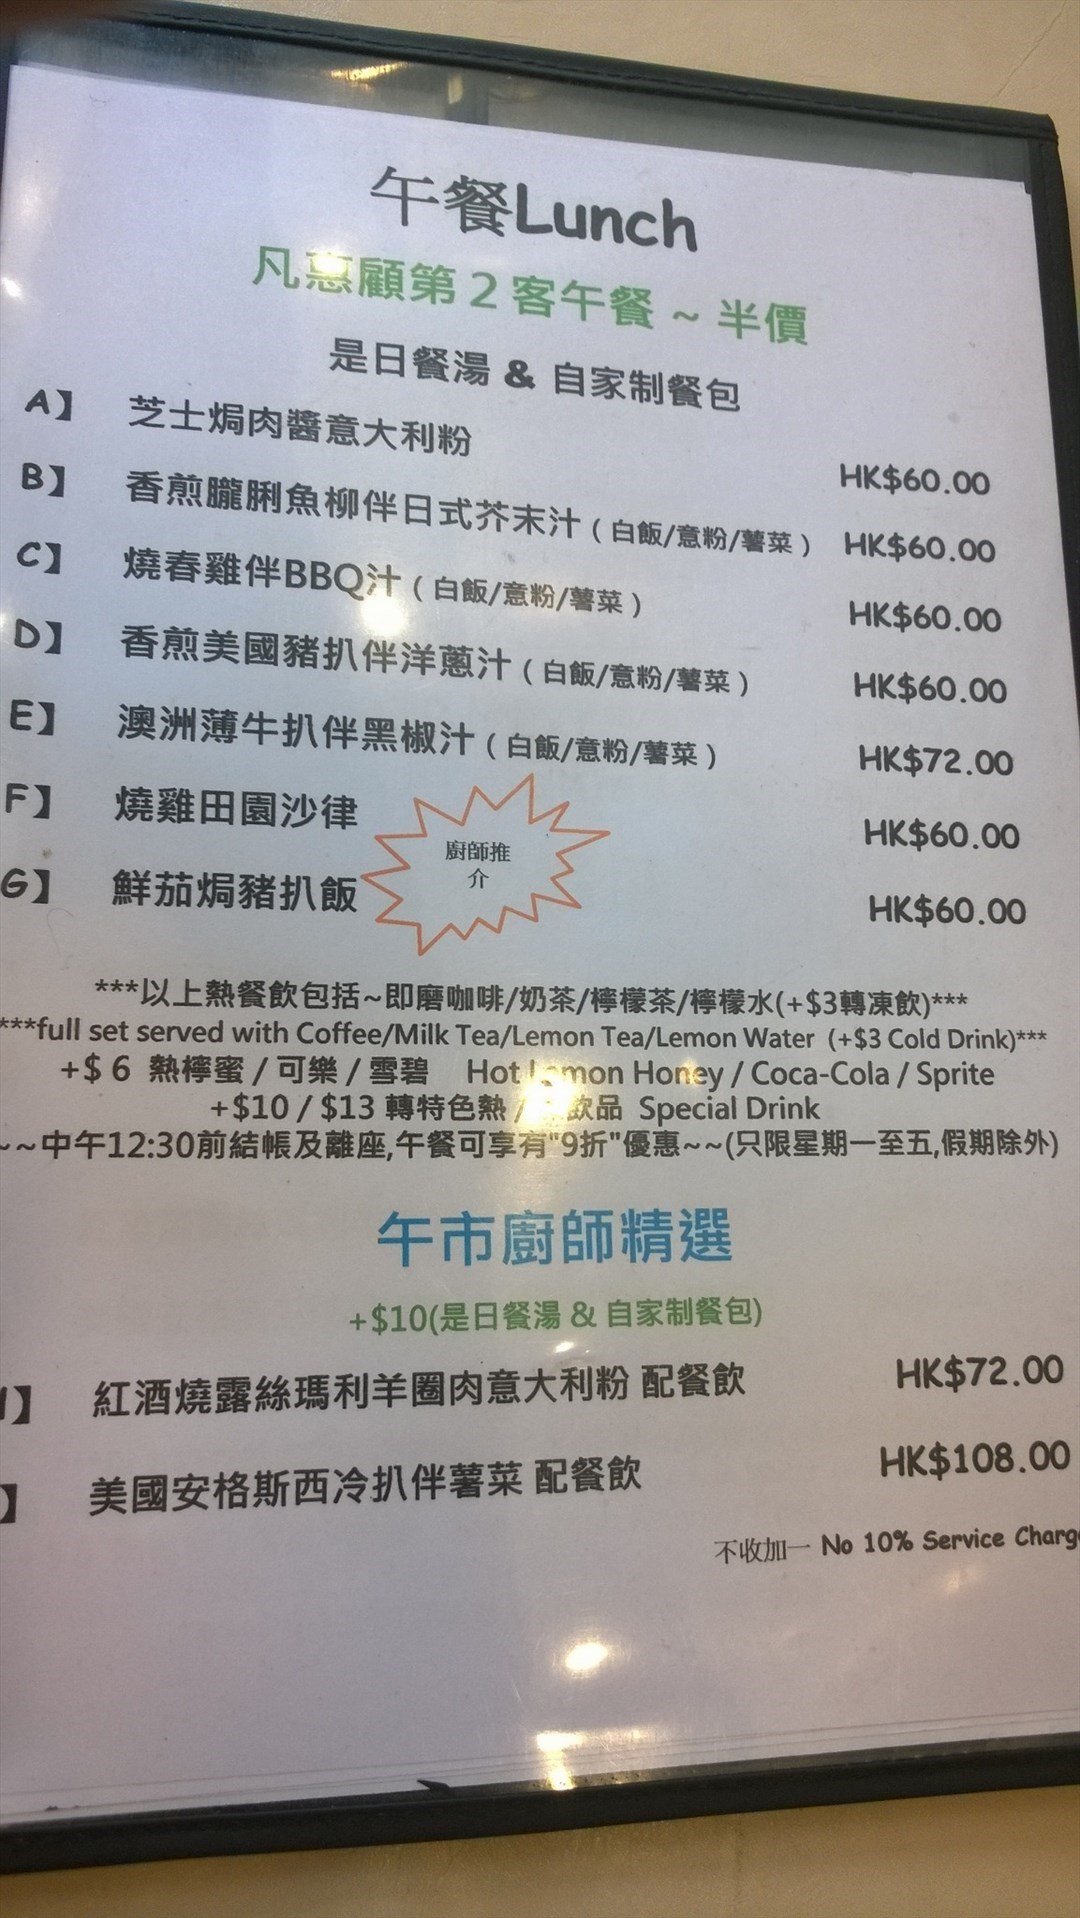 午餐Lunch
凡惠顧第2客午餐~半價
是日餐湯 & 自家制餐包
A】 芝士焗肉醬意大利粉 HK$60.00
B】 香煎朧脷魚柳伴日式芥末汁 ( 白飯/意粉/薯菜 ) HK$60.00
C】 燒春雞伴BBQ汁 ( 白飯/意粉/薯菜 ) HK$60.00
D】 香煎美國豬扒伴洋蔥汁 ( 白飯/意粉/薯菜 ) HK$60.00
E】 澳洲薄牛扒伴黑椒汁 ( 白飯/意粉/薯菜 ) HK$72.00
F】 燒雞田園沙律 HK$60.00
廚師推
介
G】 鮮茄焗豬扒飯 HK$60.00
***以上熱餐飲包括~即磨咖啡/奶茶/檸檬茶/檸檬水(+$3轉凍飲)***
***full set served with Coffee/Milk Tea/Lemon Tea/Lemon Water (+$3 Cold Drink)***
+$ 6 熱檸蜜 / 可樂 / 雪碧 Hot Lemon Honey / Coca-Cola / Sprite
+$10 / $13 轉特色熱 / 飲品 Special Drink
~~中午12:30前結帳及離座,午餐可享有"9折"優惠~~(只限星期一至五,假期除外)
午市廚師精選
+$10(是日餐湯 & 自家制餐包)
】 紅酒燒露絲瑪利羊圈肉意大利粉 配餐飲 HK$72.00
】 美國安格斯西冷扒伴薯菜 配餐飲 HK$108.00
不收加一 No 10% Service Charg